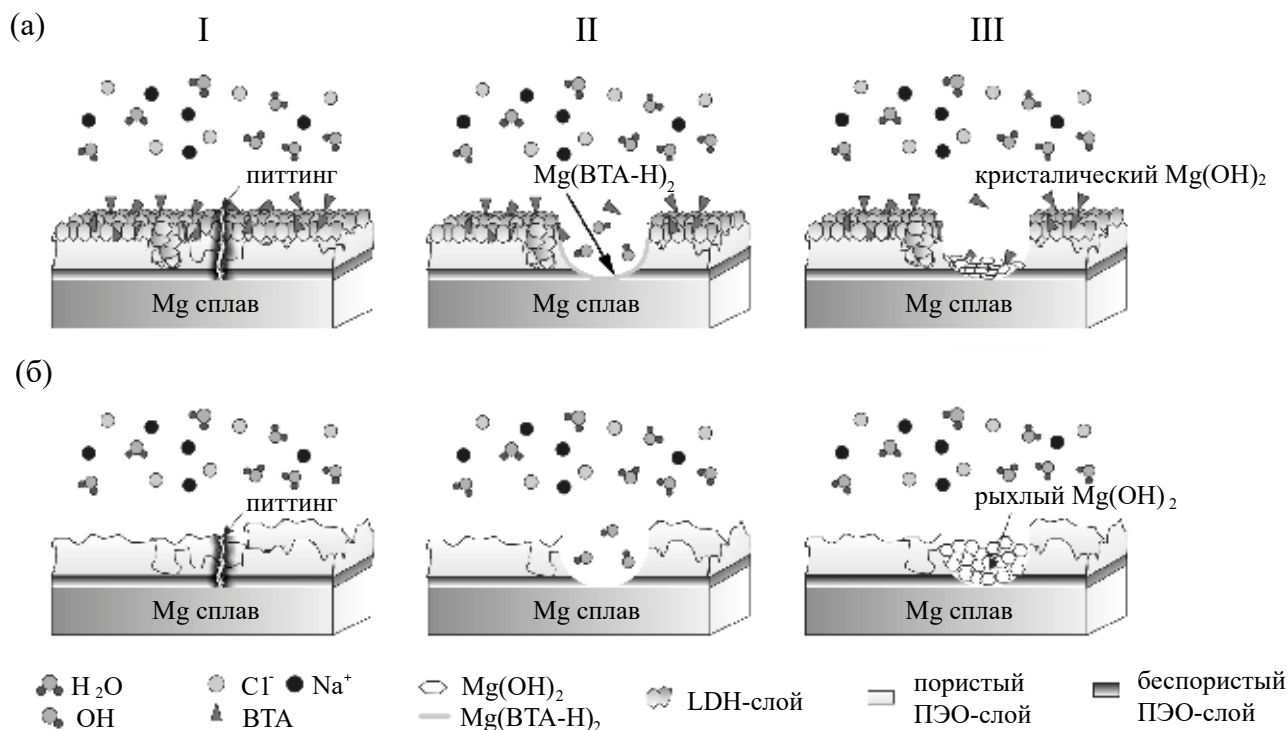 (а)
I II III
питтинг
Mg(BTA-H)2
кристалический Mg(OH)2
Mg сплав Mg сплав Mg сплав
(б)
питтинг
рыхлый Mg(OH) 2
Mg сплав Mg сплав Mg сплав
H 2O Cl- Na+ Mg(OH)2 LDH-слой пористый беспористый
OH BTA Mg(BTA-H)2 ПЭО-слой ПЭО-слой